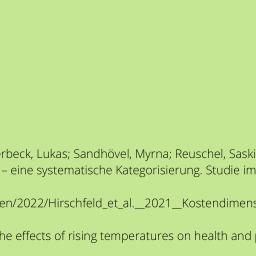 rbeck, Lukas; Sandhövel, Myrna; Reuschel, Saski
– eine systematische Kategorisierung. Studie im
en/2022/Hirschfeld_et_al.__2021__Kostendimens
he effects of rising temperatures on health and p